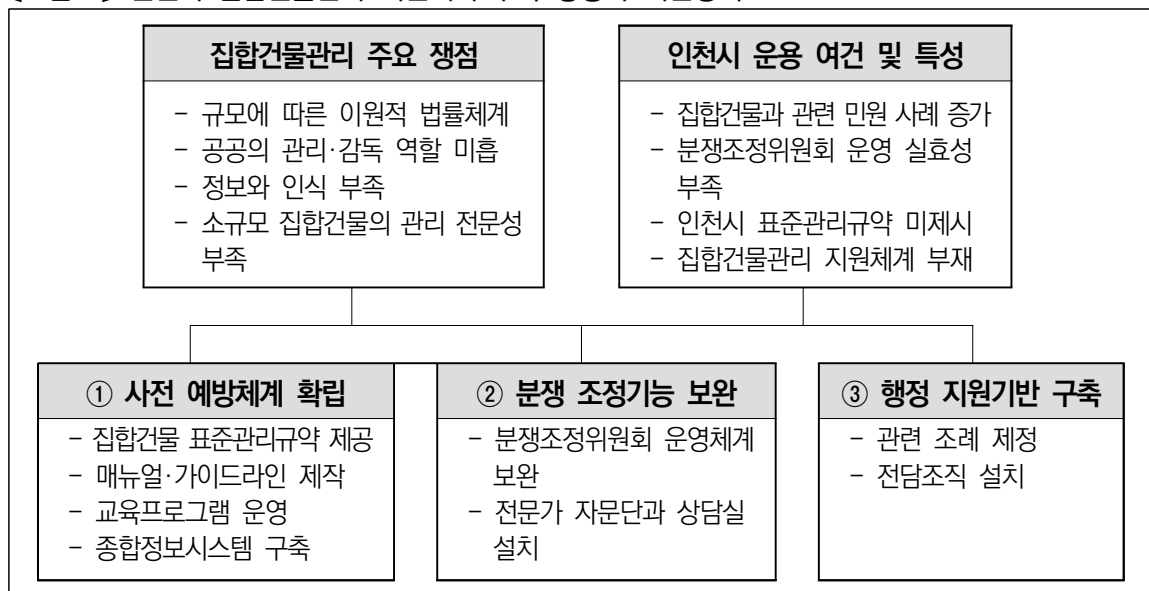 집합건물관리 주요 쟁점
- 규모에 따른 이원적 법률체계
- 공공의 관리·감독 역할 미흡
- 정보와 인식 부족
- 소규모 집합건물의 관리 전문성
부족
인천시 운용 여건 및 특성
- 집합건물과 관련 민원 사례 증가
- 분쟁조정위원회 운영 실효성
부족
- 인천시 표준관리규약 미제시
- 집합건물관리 지원체계 부재
① 사전 예방체계 확립
- 집합건물 표준관리규약 제공
- 매뉴얼·가이드라인 제작
- 교육프로그램 운영
- 종합정보시스템 구축
② 분쟁 조정기능 보완
- 분쟁조정위원회 운영체계
보완
- 전문가 자문단과 상담실
설치
③ 행정 지원기반 구축
- 관련 조례 제정
- 전담조직 설치